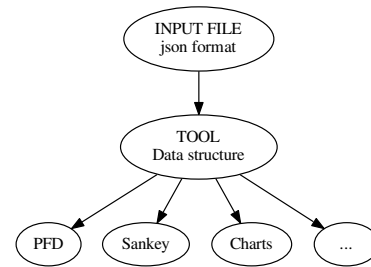 INPUT FILE
json format
TOOL
Data structure
PFD
Sankey
Charts
...